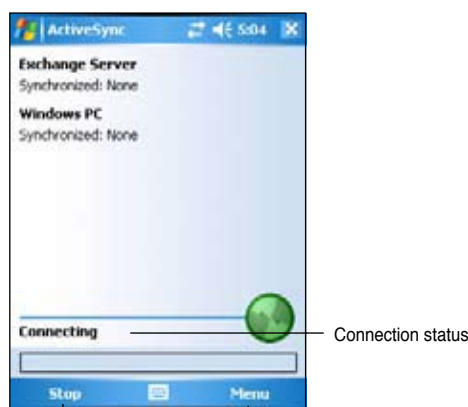 ActiveSync 5:04
Exchange Server
Synchronized: None
Windows PC
Synchronized: None
Connecting
Connection status
Stop Menu